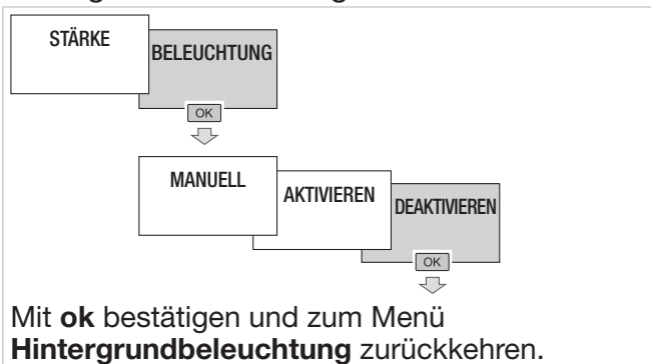 STÄRKE
BELEUCHTUNG
OK
MANUELL
AKTIVIEREN
DEAKTIVIEREN
OK
Mit ok bestätigen und zum Menü
Hintergrundbeleuchtung zurückkehren.